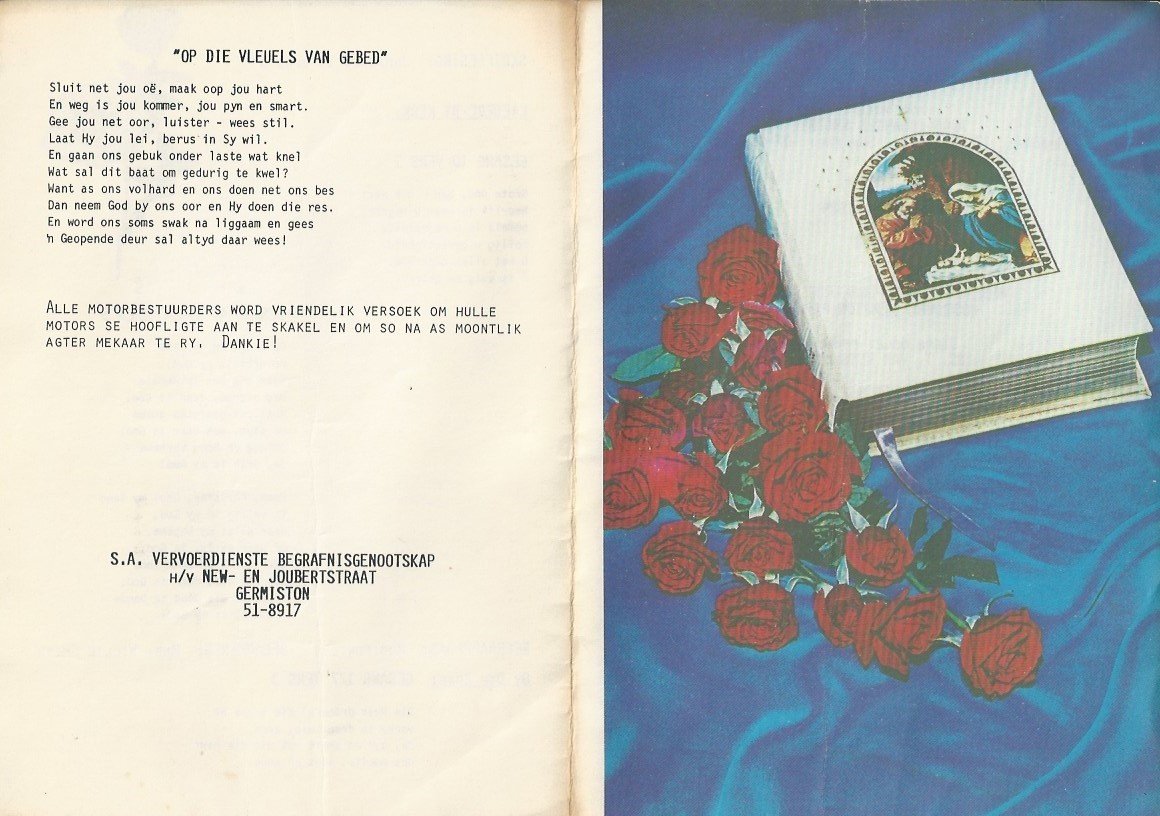 "OP DIE VLEUELS VAN GEBED"
Sluit net jou oë, maak oop jou hart
En weg is jou kommer, jou pyn en smart.
Gee jou net oor, luister - wees stil.
Laat Hy jou lei, berus in Sy wil.
En gaan ons gebuk onder laste wat knel
Wat sal dit baat om gedurig te kwel?
Want as ons volhard en ons doen net ons bes
Dan neem God by ons oor en Hy doen die res.
En word ons soms swak na liggaam en gees
'n Geopende deur sal altyd daar wees!
ALLE MOTORBESTUURDERS WORD VRIENDELIK VERSOEK OM HULLE
MOTORS SE HOOFLIGTE AAN TE SKAKEL EN OM SO NA AS MOONTLIK
AGTER MEKAAR TE RY. DANKIE!
S.A. VERVOERDIENSTE BEGRAFNISGENOOTSKAP
H/V NEW- EN JOUBERTSTRAAT
GERMISTON
51-8917